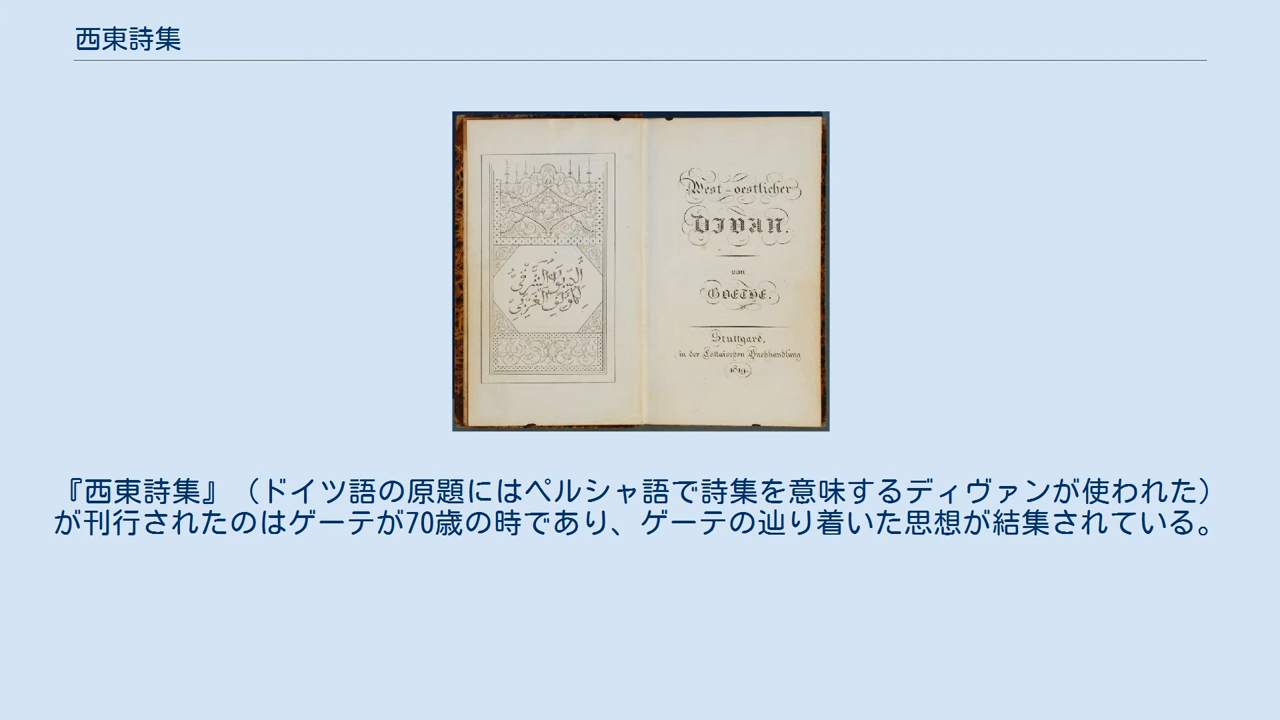 西東詩集
الديوان الشرقي
للمؤلف الغربي
West-oestlicher
DIVAN.
von
GOETHE.
Stuttgard,
in der Cottaischen Buchhandlung
1819.
『西東詩集』（ドイツ語の原題にはペルシャ語で詩集を意味するディヴァンが使われた）
が刊行されたのはゲーテが70歳の時であり、ゲーテの辿り着いた思想が結集されている。